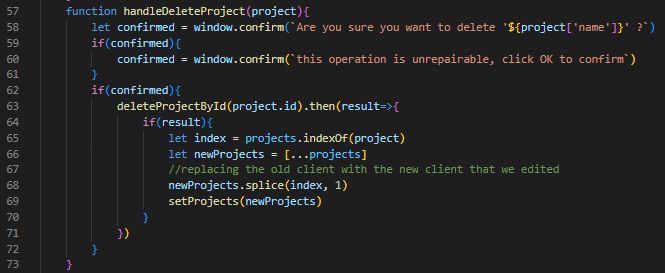 57 function handleDeleteProject(project){
58 let confirmed = window.confirm(`Are you sure you want to delete '${project['name']}' ?`)
59 if(confirmed){
60 confirmed = window.confirm(`this operation is unrepairable, click OK to confirm`)
61 }
62 if(confirmed){
63 deleteProjectById(project.id).then(result=>{
64 if(result){
65 let index = projects.indexOf(project)
66 let newProjects = [...projects]
67 //replacing the old client with the new client that we edited
68 newProjects.splice(index, 1)
69 setProjects(newProjects)
70 }
71 })
72 }
73 }